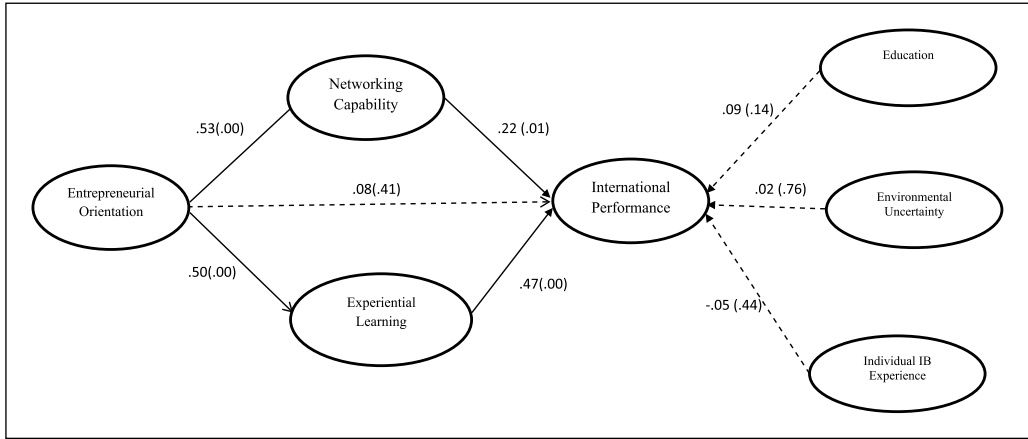 Education
Networking
Capability
.09 (.14)
.53(.00)
.22 (.01)
Entrepreneurial
Orientation
.08(.41)
International
Performance
.02 (.76)
Environmental
Uncertainty
.50(.00)
.47(.00)
Experiential
Learning
-.05 (.44)
Individual IB
Experience